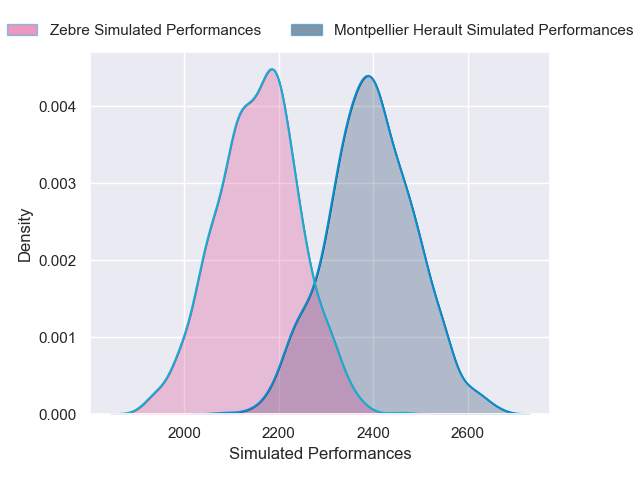 Zebre Simulated Performances
Montpellier Herault Simulated Performances
0.004
0.003
0.002
0.001
0.000
Density
2000
2200
2400
2600
Simulated Performances